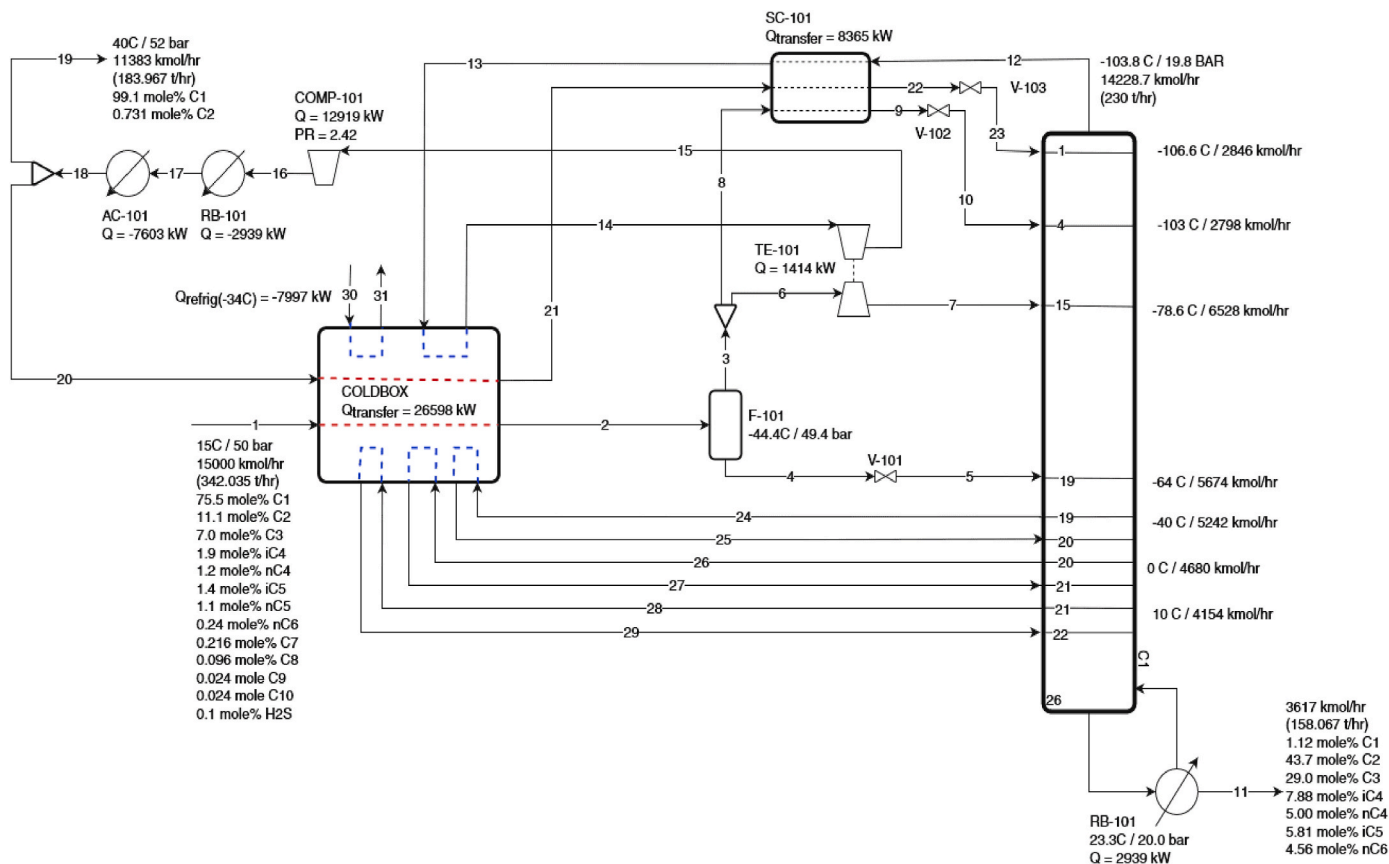 SC-101
Qtransfer = 8365 kW
19
40C / 52 bar
11383 kmol/hr
(183.967 t/hr)
99.1 mole% C1
0.731 mole% C2
13
12
-103.8 C / 19.8 BAR
14228.7 kmol/hr
(230 t/hr)
COMP-101
Q = 12919 kW
PR = 2.42
22
V-103
9
V-102
23
15
1
-106.6 C / 2846 kmol/hr
18
17
16
8
10
AC-101
Q = -7603 kW
RB-101
Q = -2939 kW
14
4
-103 C / 2798 kmol/hr
TE-101
Q = 1414 kW
Qrefrig(-34C) = -7997 kW
30
31
21
6
7
15
-78.6 C / 6528 kmol/hr
3
20
COLDBOX
Qtransfer = 26598 kW
1
2
F-101
-44.4C / 49.4 bar
15C / 50 bar
15000 kmol/hr
(342.035 t/hr)
75.5 mole% C1
11.1 mole% C2
7.0 mole% C3
1.9 mole% iC4
1.2 mole% nC4
1.4 mole% iC5
1.1 mole% nC5
0.24 mole% nC6
0.216 mole% C7
0.096 mole% C8
0.024 mole C9
0.024 mole C10
0.1 mole% H2S
V-101
4
5
19
-64 C / 5674 kmol/hr
24
19
-40 C / 5242 kmol/hr
25
20
26
20
0 C / 4680 kmol/hr
27
21
28
21
10 C / 4154 kmol/hr
29
22
C1
26
RB-101
23.3C / 20.0 bar
Q = 2939 kW
11
3617 kmol/hr
(158.067 t/hr)
1.12 mole% C1
43.7 mole% C2
29.0 mole% C3
7.88 mole% iC4
5.00 mole% nC4
5.81 mole% iC5
4.56 mole% nC6